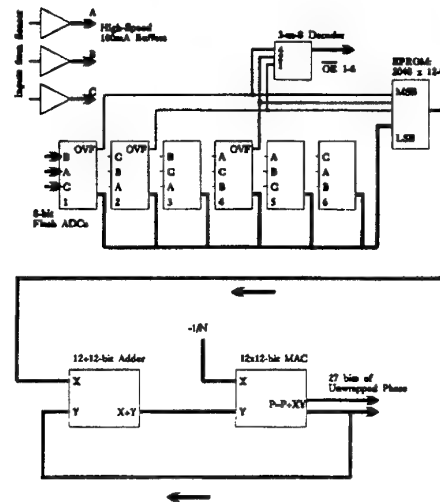 Inputs from Sensor
A
B
C
High-Speed
100mA Buffers
3-to-8 Decoder
OE 1-6
EPROM:
2048 x 12-
MSB
LSB
OVF
B
A
C
1
OVF
C
B
A
2
B
C
A
3
OVF
A
C
B
4
A
B
C
5
C
A
B
6
8-bit
Flash ADCs
12+12-bit Adder
X
Y
X+Y
-1/N
12x12-bit MAC
X
Y
P=P+XY
27 bits of
Unwrapped Phase